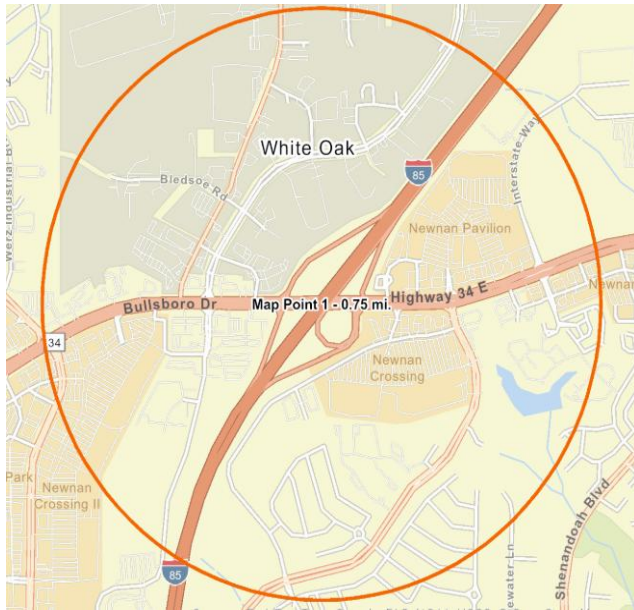 White Oak
85
Bledsoe Rd
Interstate Way
Newnan Pavilion
Bullsboro Dr
Map Point 1 - 0.75 mi.
Highway 34 E
Newnan
34
Newnan
Crossing
Park
Newnan
Crossing II
Shenandoah Blvd
85